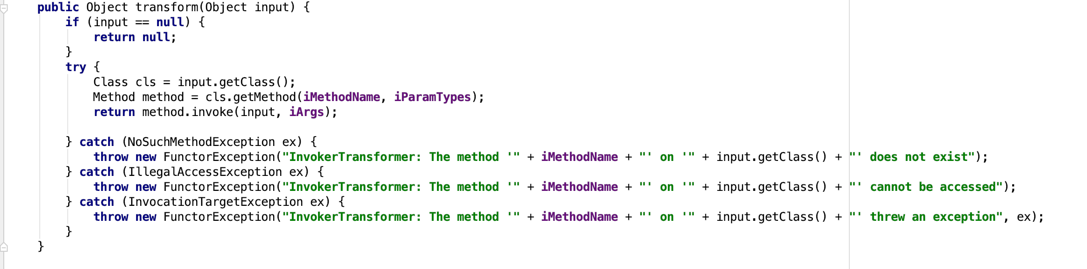 public Object transform(Object input) {
if (input == null) {
return null;
}
try {
Class cls = input.getClass();
Method method = cls.getMethod(iMethodName, iParamTypes);
return method.invoke(input, iArgs);
} catch (NoSuchMethodException ex) {
throw new FunctorException("InvokerTransformer: The method '" + iMethodName + "' on '" + input.getClass() + "' does not exist");
} catch (IllegalAccessException ex) {
throw new FunctorException("InvokerTransformer: The method '" + iMethodName + "' on '" + input.getClass() + "' cannot be accessed");
} catch (InvocationTargetException ex) {
throw new FunctorException("InvokerTransformer: The method '" + iMethodName + "' on '" + input.getClass() + "' threw an exception", ex);
}
}